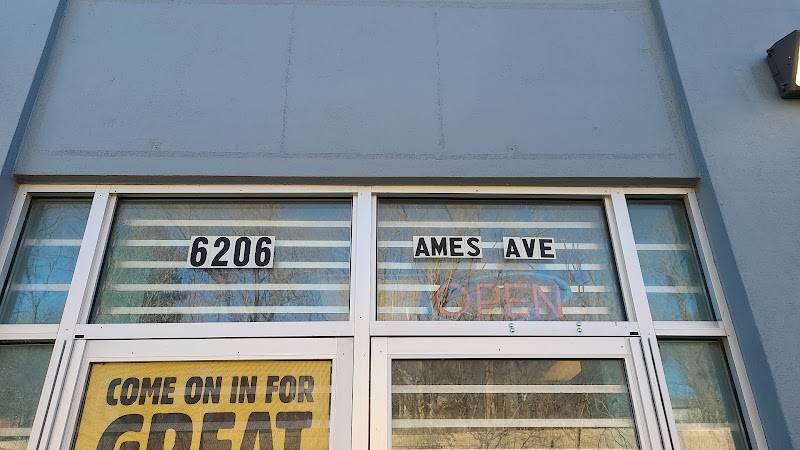 6206 AMES AVE
OPEN
COME ON IN FOR
GREAT